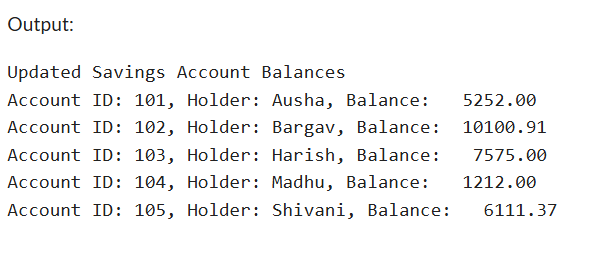 Output:
Updated Savings Account Balances
Account ID: 101, Holder: Ausha, Balance:   5252.00
Account ID: 102, Holder: Bargav, Balance:  10100.91
Account ID: 103, Holder: Harish, Balance:   7575.00
Account ID: 104, Holder: Madhu, Balance:   1212.00
Account ID: 105, Holder: Shivani, Balance:   6111.37